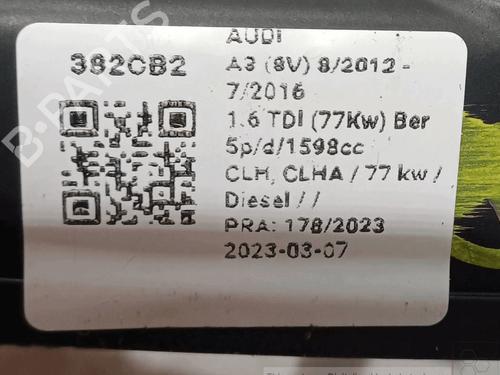 382CB2
AUDI
A3 (8V) 8/2012 -
7/2016
1.6 TDI (77Kw) Ber
5p/d/1598cc
CLH, CLHA / 77 kw /
Diesel / /
PRA: 178/2023
2023-03-07